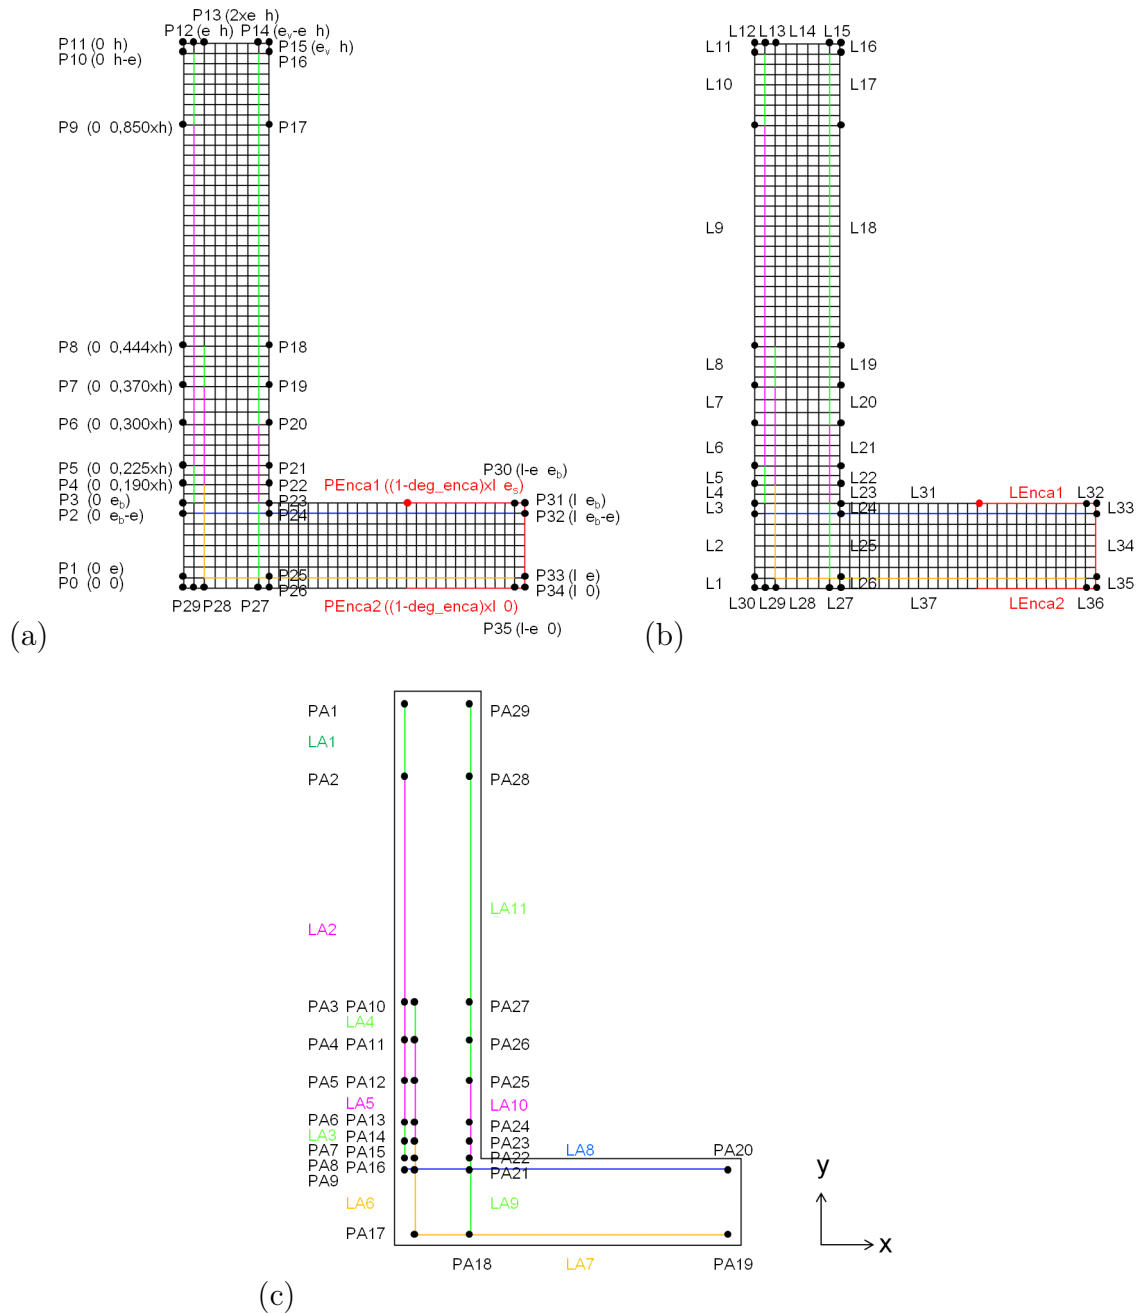 P13 (2xe h)
P12 (e h) P14 (eᵥ-e h)
P11 (0 h) P15 (eᵥ h)
P10 (0 h-e) P16
P9 (0 0,850xh) P17
P8 (0 0,444xh) P18
P7 (0 0,370xh) P19
P6 (0 0,300xh) P20
P5 (0 0,225xh) P21
P30 (l-e e_b)
P4 (0 0,190xh) P22 PEnca1 ((1-deg_enca)xl e_s)
P3 (0 e_b) P23 P31 (l e_b)
P2 (0 e_b-e) P24 P32 (l e_b-e)
P1 (0 e) P25 P33 (l e)
P0 (0 0) P26 P34 (l 0)
P29 P28 P27 PEnca2 ((1-deg_enca)xl 0)
P35 (l-e 0)
(a)
L12 L13 L14 L15
L11 L16
L10 L17
L9 L18
L8 L19
L7 L20
L6 L21
L5 L22
L4 L23 L31 LEnca1 L32
L3 L24 L33
L2 L25 L34
L1 L26 L35
L30 L29 L28 L27 L37 LEnca2 L36
(b)
PA1 PA29
LA1
PA2 PA28
LA11
LA2
PA3 PA10 PA27
LA4
PA4 PA11 PA26
PA5 PA12 PA25
LA5 LA10
PA6 PA13 PA24
LA3 PA14 PA23
PA7 PA15 PA22 LA8 PA20
PA8 PA16 PA21
PA9
LA6 LA9
PA17
PA18 LA7 PA19
y
x
(c)